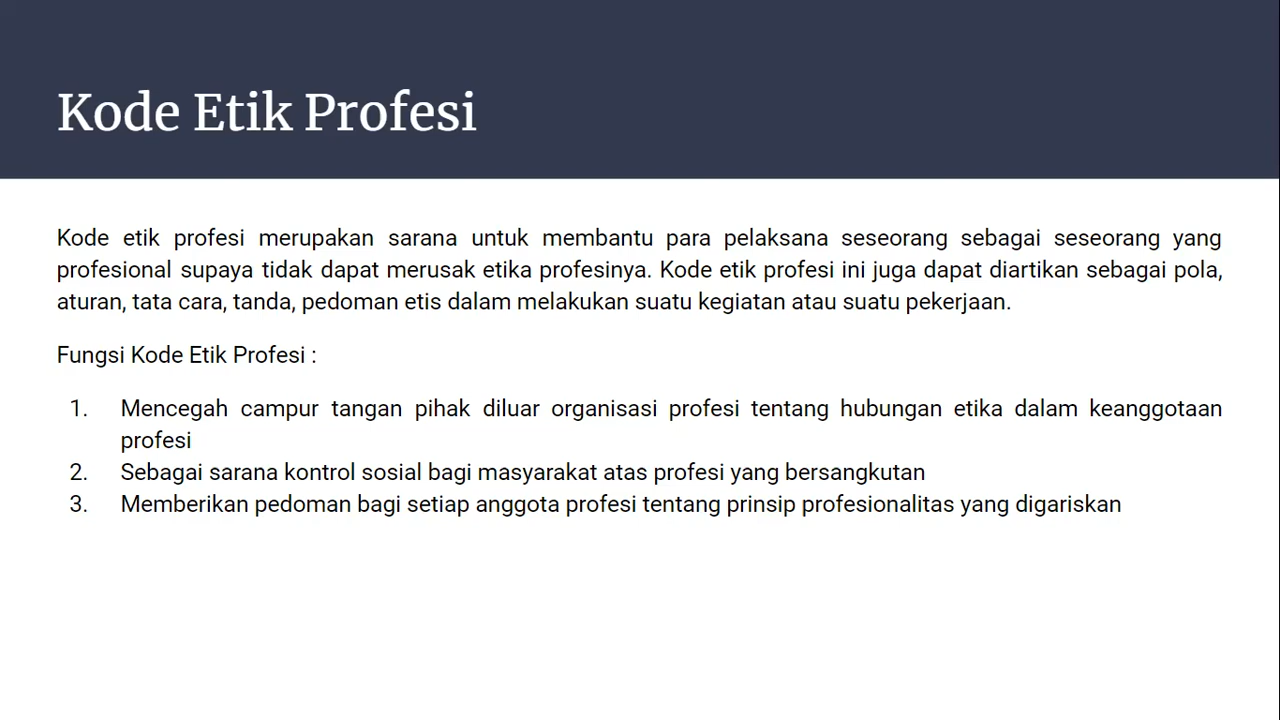 Kode Etik Profesi
Kode etik profesi merupakan sarana untuk membantu para pelaksana seseorang sebagai seseorang yang
profesional supaya tidak dapat merusak etika profesinya. Kode etik profesi ini juga dapat diartikan sebagai pola,
aturan, tata cara, tanda, pedoman etis dalam melakukan suatu kegiatan atau suatu pekerjaan.
Fungsi Kode Etik Profesi :
1. Mencegah campur tangan pihak diluar organisasi profesi tentang hubungan etika dalam keanggotaan
profesi
2. Sebagai sarana kontrol sosial bagi masyarakat atas profesi yang bersangkutan
3. Memberikan pedoman bagi setiap anggota profesi tentang prinsip profesionalitas yang digariskan